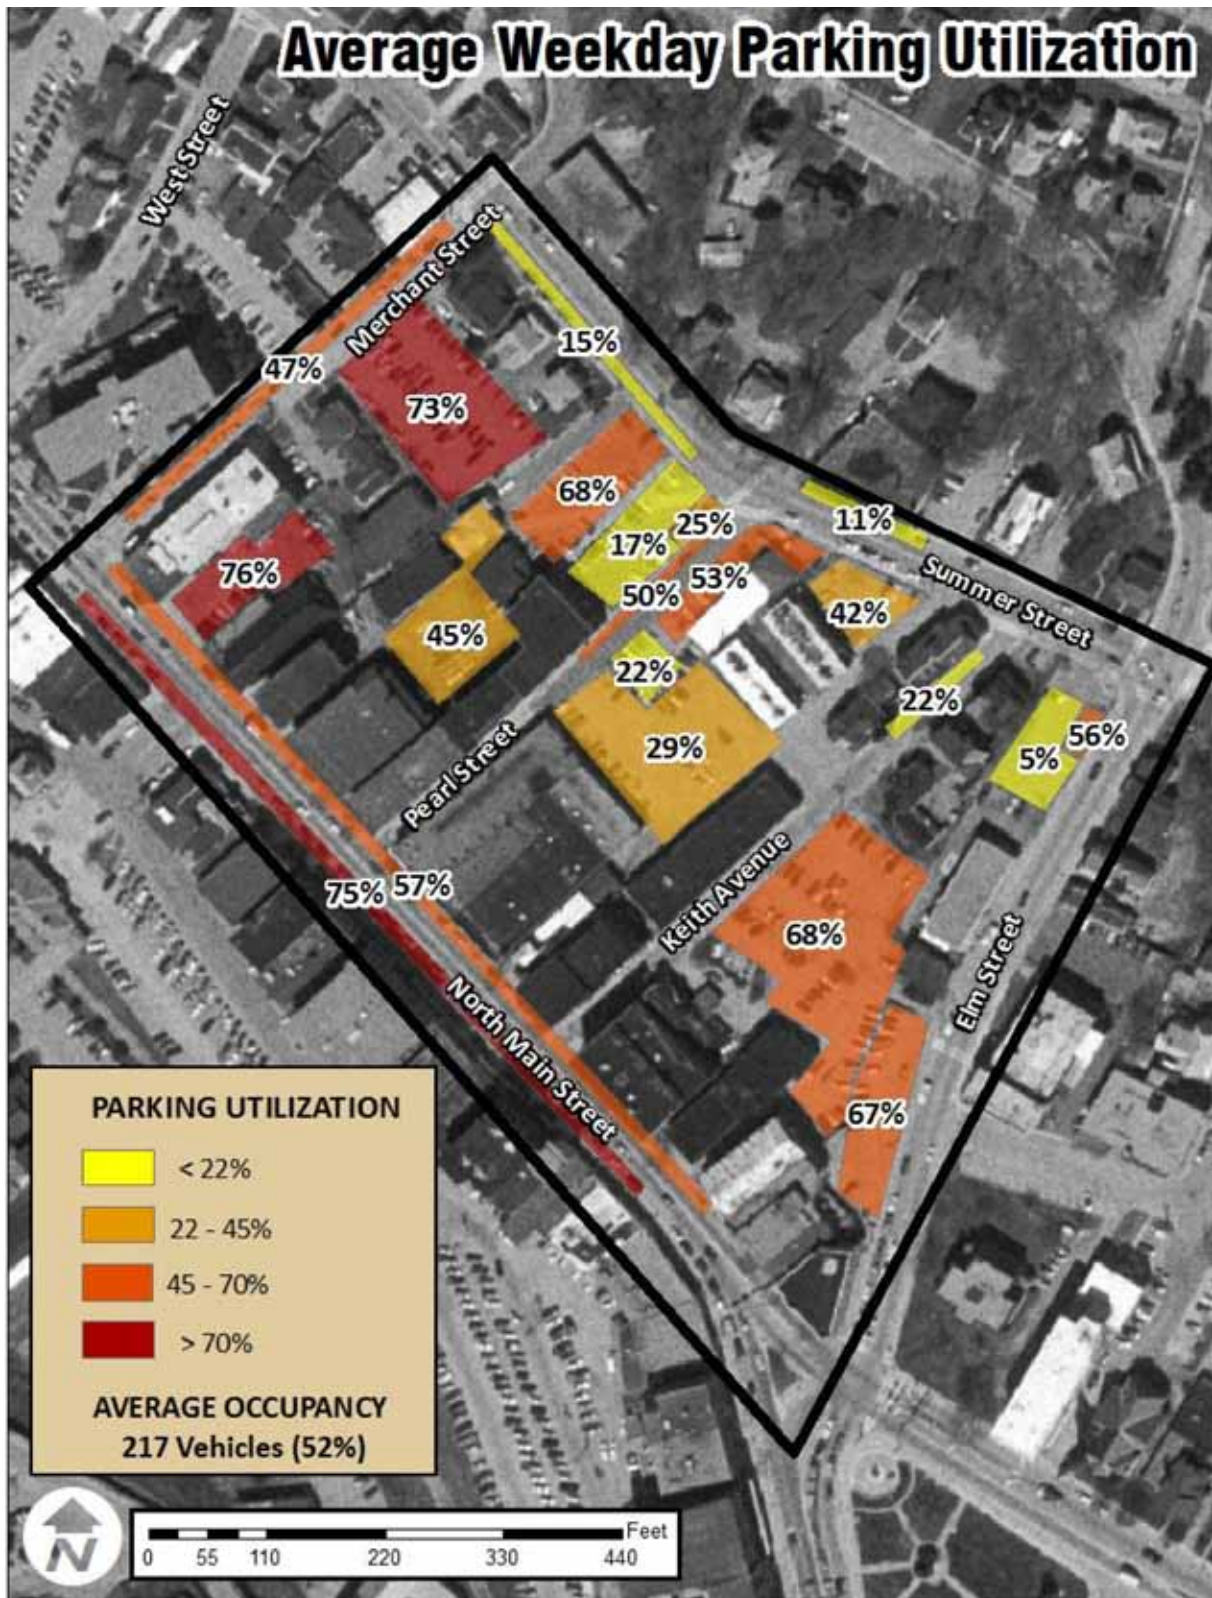 Average Weekday Parking Utilization
West Street
Merchant Street
15%
47%
73%
68%
25%
11%
17%
76%
53%
50%
Summer Street
42%
45%
22%
22%
29%
56%
5%
Pearl Street
75%
57%
Keith Avenue
68%
Elm Street
North Main Street
67%
PARKING UTILIZATION
< 22%
22 - 45%
45 - 70%
> 70%
AVERAGE OCCUPANCY
217 Vehicles (52%)
N
Feet
0 55 110 220 330 440